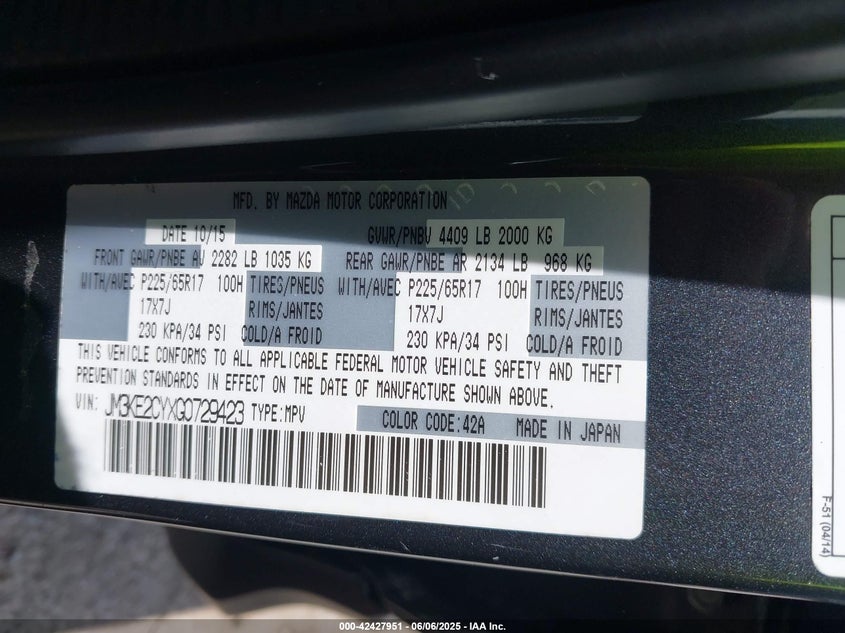 MFD. BY MAZDA MOTOR CORPORATION
DATE 10/15 GVWR/PNBV 4409 LB 2000 KG
FRONT GAWR/PNBE AV 2282 LB 1035 KG REAR GAWR/PNBE AR 2134 LB 968 KG
WITH/AVEC P225/65R17 100H TIRES/PNEUS WITH/AVEC P225/65R17 100H TIRES/PNEUS
17X7J RIMS/JANTES 17X7J RIMS/JANTES
230 KPA/34 PSI COLD/A FROID 230 KPA/34 PSI COLD/A FROID
THIS VEHICLE CONFORMS TO ALL APPLICABLE FEDERAL MOTOR VEHICLE SAFETY AND THEFT
PREVENTION STANDARDS IN EFFECT ON THE DATE OF MANUFACTURE SHOWN ABOVE.
VIN: JM3KE2CYXG0729423 TYPE:MPV COLOR CODE:42A MADE IN JAPAN
F-51 (04/14)
000-42427951 - 06/06/2025 - IAA Inc.